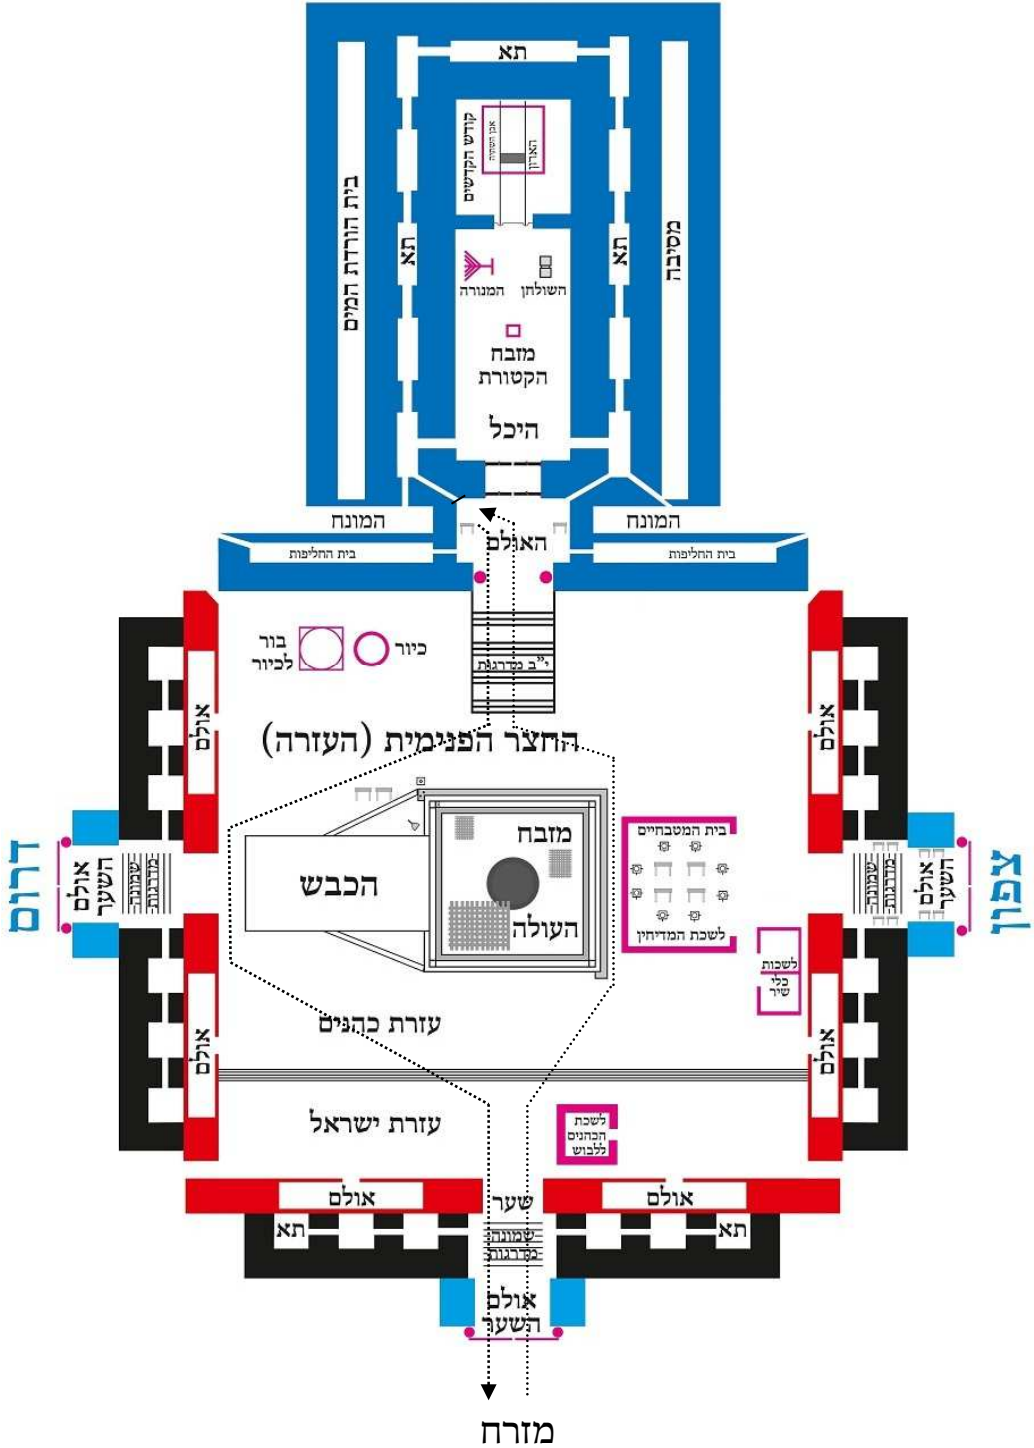 תא
קודש הקדשים
אבן השתיה
הארון
בית הורדת המים
תא
תא
מסיבה
המנורה
השולחן
מזבח
הקטורת
היכל
המונח
המונח
האולם
בית החליפות
בית החליפות
בור
לכיור
כיור
י"ב מדרגות
אולם
אולם
החצר הפנימית (העזרה)
דרום
אולם
השער
שמונה
מדרגות
הכבש
מזבח
העולה
בית המטבחיים
לשכת המדיחין
שמונה
מדרגות
אולם
השער
צפון
לשכות
כלי
שיר
עזרת כהנים
אולם
אולם
עזרת ישראל
לשכת
הכהנים
ללבוש
אולם
שער
אולם
תא
שמונה
מדרגות
תא
אולם
השער
מזרח